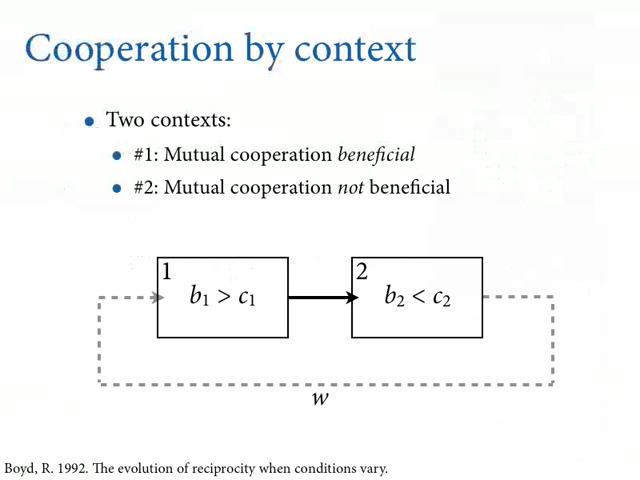 Cooperation by context
• Two contexts:
• #1: Mutual cooperation beneficial
• #2: Mutual cooperation not beneficial
1
b₁ > c₁
2
b₂ < c₂
w
Boyd, R. 1992. The evolution of reciprocity when conditions vary.